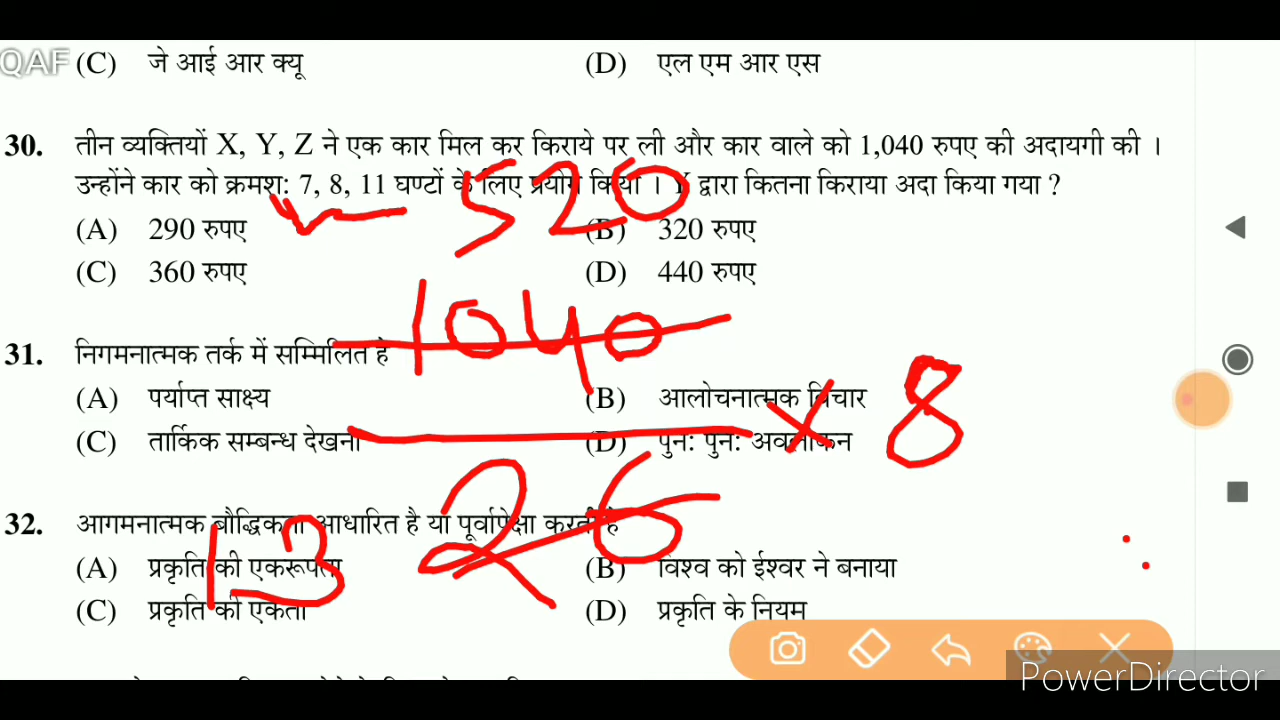 QAF (C) जे आई आर क्यू (D) एल एम आर एस
30. तीन व्यक्तियों X, Y, Z ने एक कार मिल कर किराये पर ली और कार वाले को 1,040 रुपए की अदायगी की ।
उन्होंने कार को क्रमश: 7, 8, 11 घण्टों के लिए प्रयोग किया । Y द्वारा कितना किराया अदा किया गया ?
520
(A) 290 रुपए (B) 320 रुपए
(C) 360 रुपए (D) 440 रुपए
1040
31. निगमनात्मक तर्क में सम्मिलित है
(A) पर्याप्त साक्ष्य (B) आलोचनात्मक विचार
× 8
(C) तार्किक सम्बन्ध देखना (D) पुन: पुन: अवलोकन
26
32. आगमनात्मक बौद्धिकता आधारित है या पूर्वापेक्षा करती है
13
(A) प्रकृति की एकरूपता (B) विश्व को ईश्वर ने बनाया
(C) प्रकृति की एकता (D) प्रकृति के नियम
PowerDirector